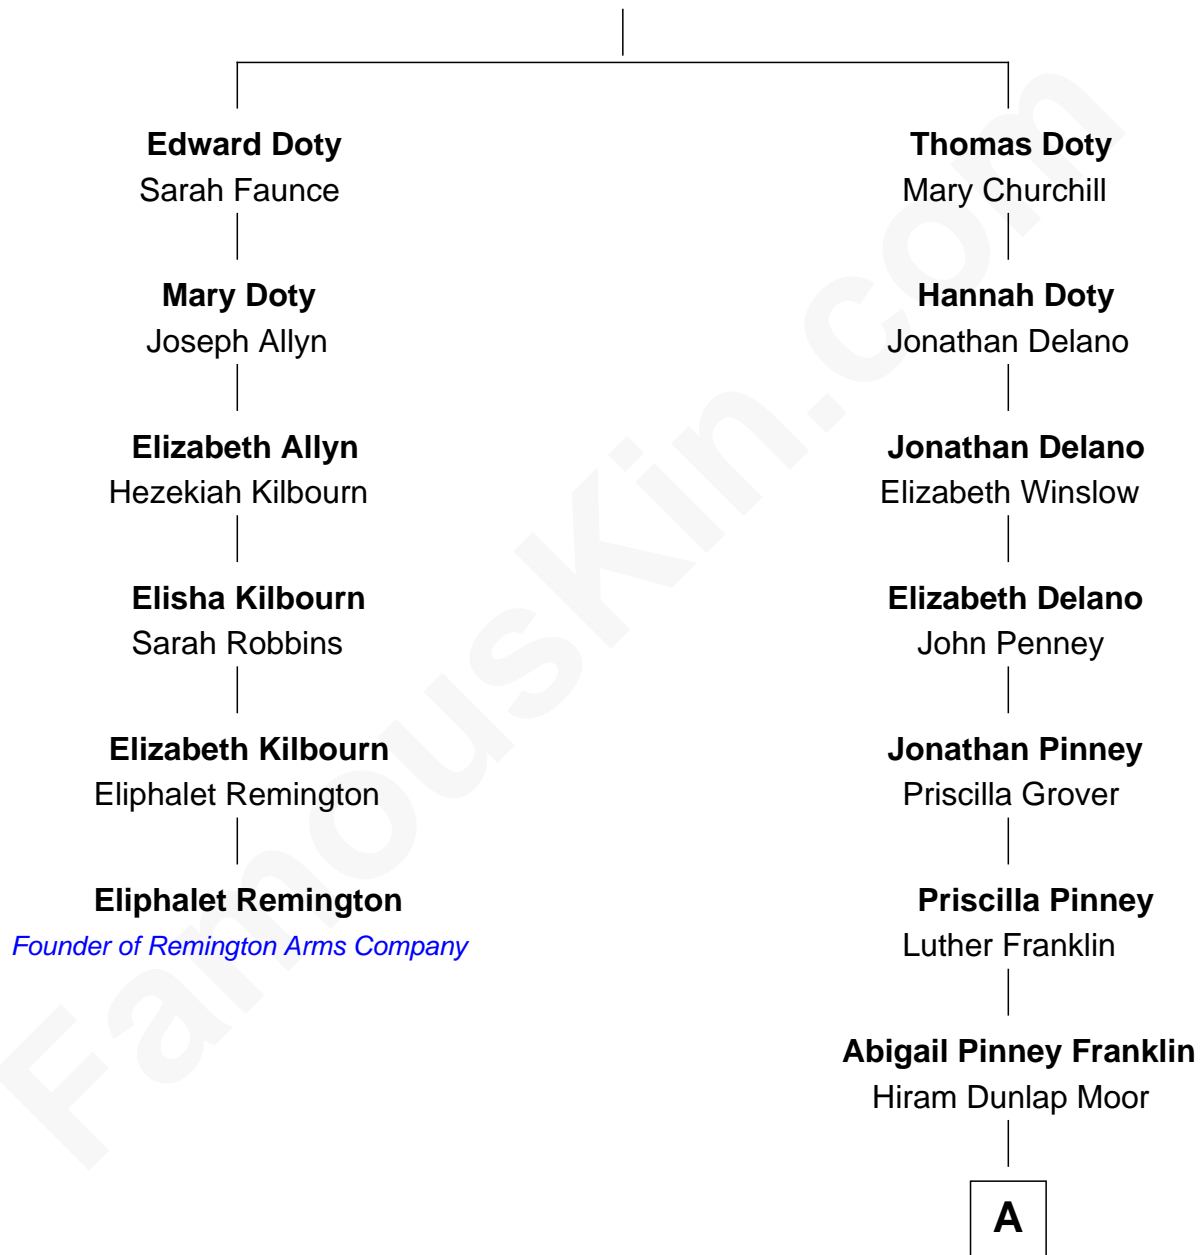 Edward Doty
Sarah Faunce
Mary Doty
Joseph Allyn
Elizabeth Allyn
Hezekiah Kilbourn
Elisha Kilbourn
Sarah Robbins
Elizabeth Kilbourn
Eliphalet Remington
Eliphalet Remington
Founder of Remington Arms Company
Thomas Doty
Mary Churchill
Hannah Doty
Jonathan Delano
Jonathan Delano
Elizabeth Winslow
Elizabeth Delano
John Penney
Jonathan Pinney
Priscilla Grover
Priscilla Pinney
Luther Franklin
Abigail Pinney Franklin
Hiram Dunlap Moor
A
FamousKin.com